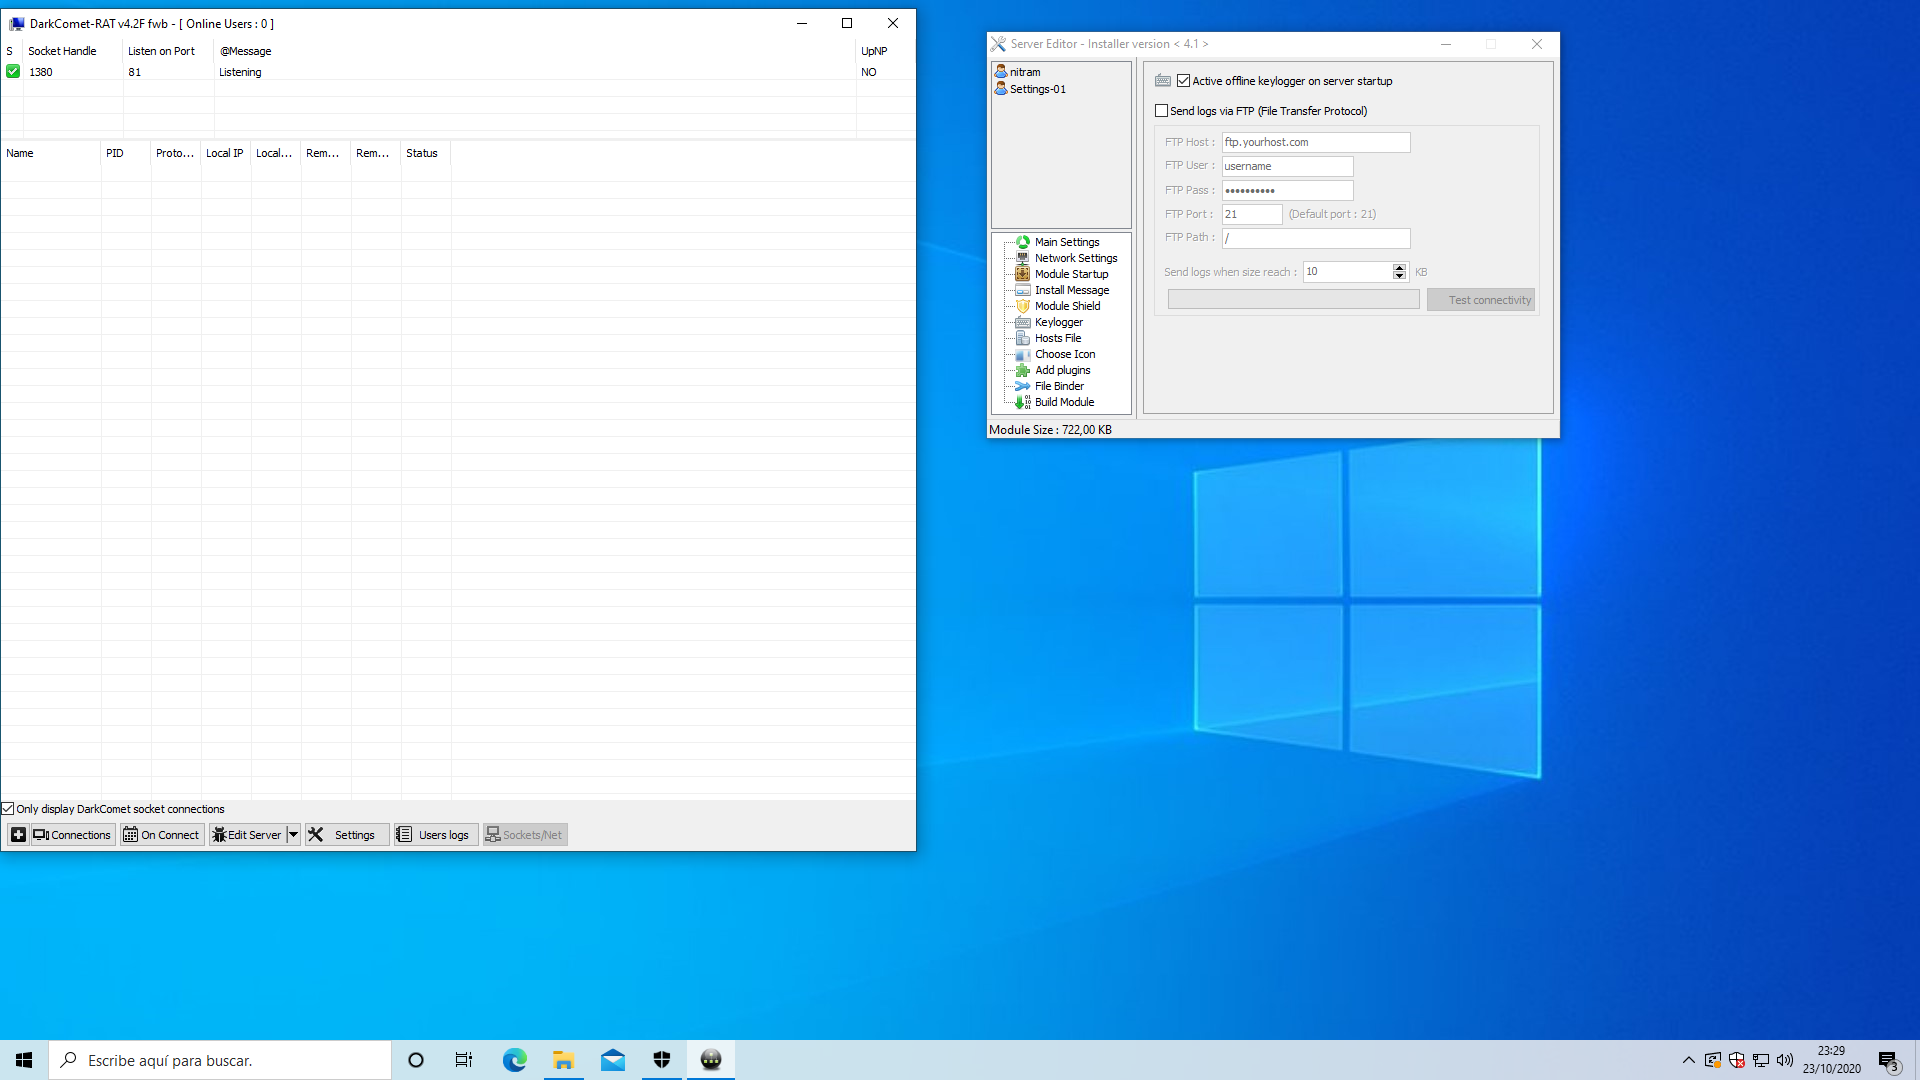 DarkComet-RAT v4.2F fwb - [ Online Users : 0 ]
S Socket Handle Listen on Port @Message UpNP
1380 81 Listening NO
Name PID Proto... Local IP Local... Rem... Rem... Status
Only display DarkComet socket connections
Connections On Connect Edit Server Settings Users logs Sockets/Net
Server Editor - Installer version < 4.1 >
nitram
Settings-01
Main Settings
Network Settings
Module Startup
Install Message
Module Shield
Keylogger
Hosts File
Choose Icon
Add plugins
File Binder
Build Module
Active offline keylogger on server startup
Send logs via FTP (File Transfer Protocol)
FTP Host : ftp.yourhost.com
FTP User : username
FTP Pass : ••••••••••
FTP Port : 21 (Default port : 21)
FTP Path : /
Send logs when size reach : 10 KB
Test connectivity
Module Size : 722,00 KB
Escribe aquí para buscar.
23:29
23/10/2020
3